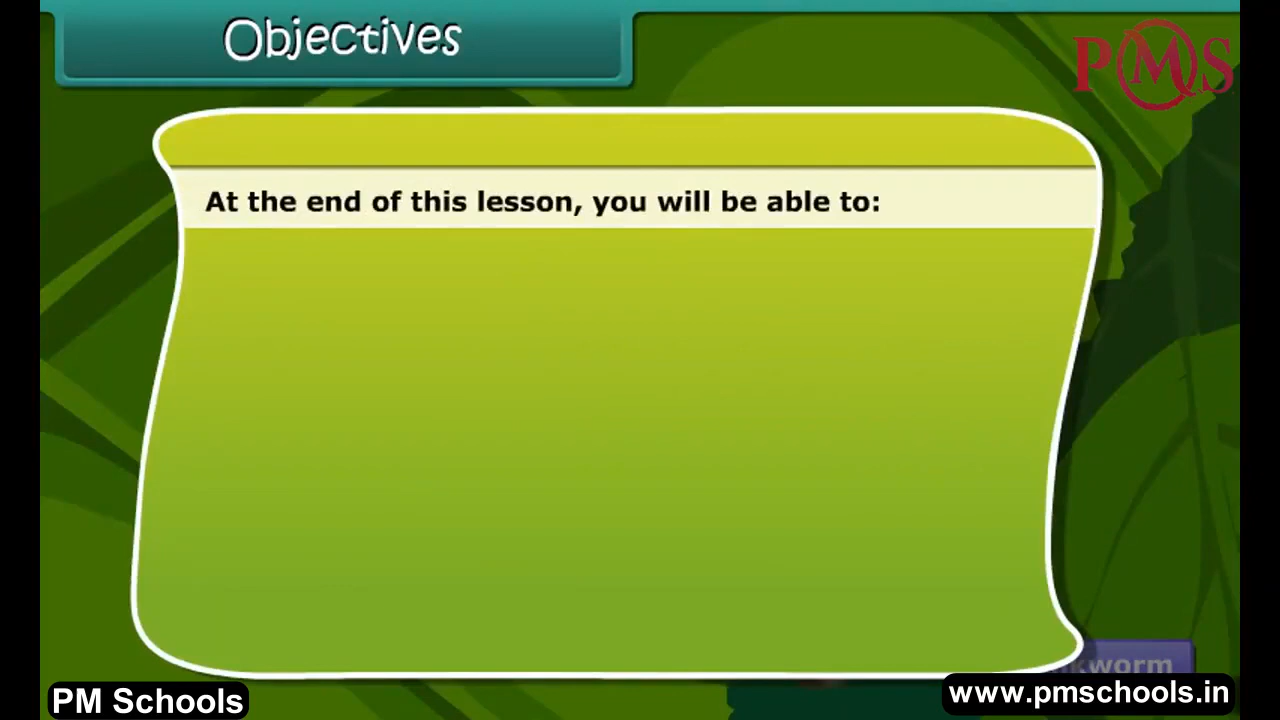 Objectives
PMS
At the end of this lesson, you will be able to:
PM Schools
www.pmschools.in